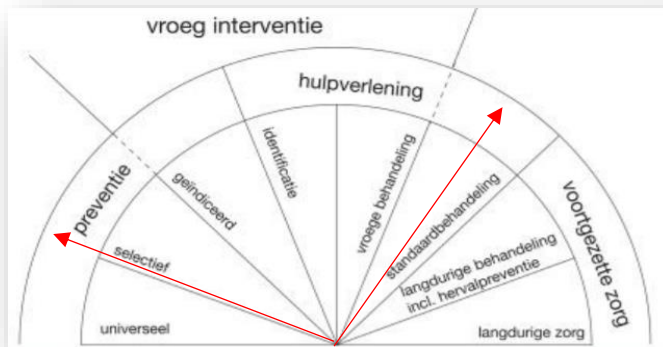 vroeg interventie
hulpverlening
preventie
voortgezette zorg
universeel
selectief
geïndiceerd
identificatie
vroege behandeling
standaardbehandeling
langdurige behandeling
incl. hervalpreventie
langdurige zorg